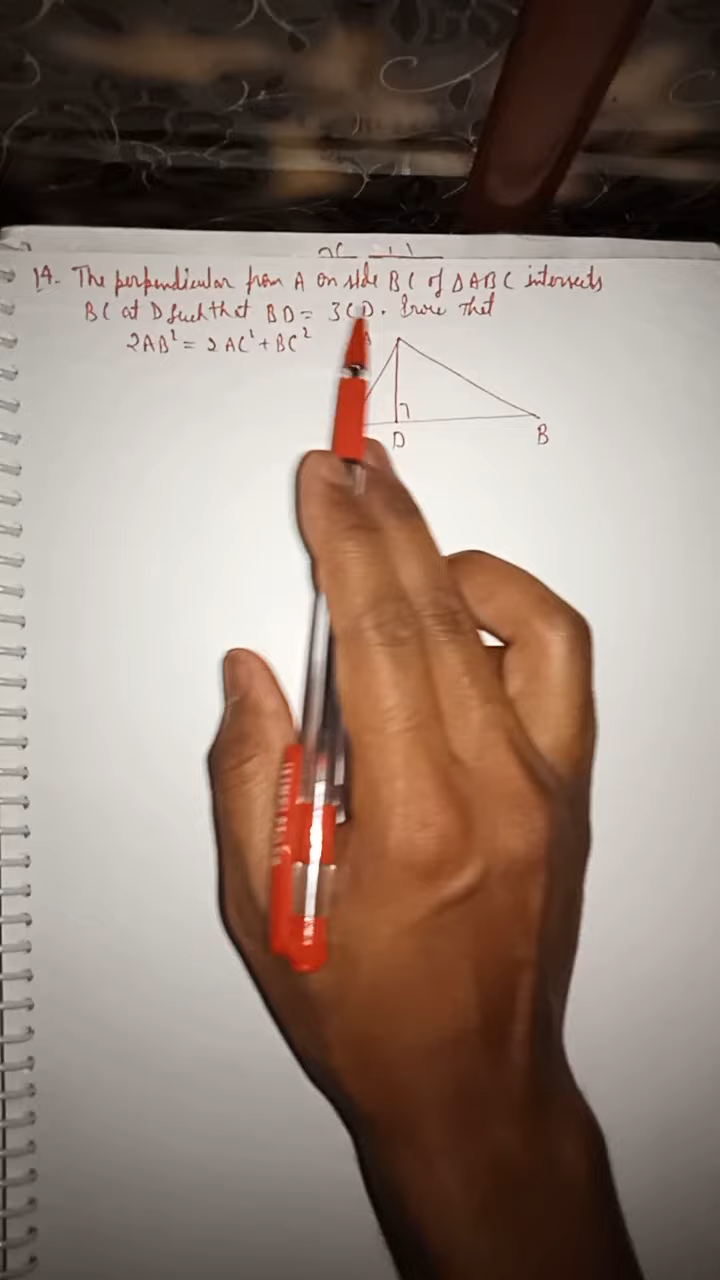 14. The perpendicular from A on side BC of ΔABC intersects
BC at D such that BD = 3CD. Prove that
2AB² = 2AC² + BC²
D
B